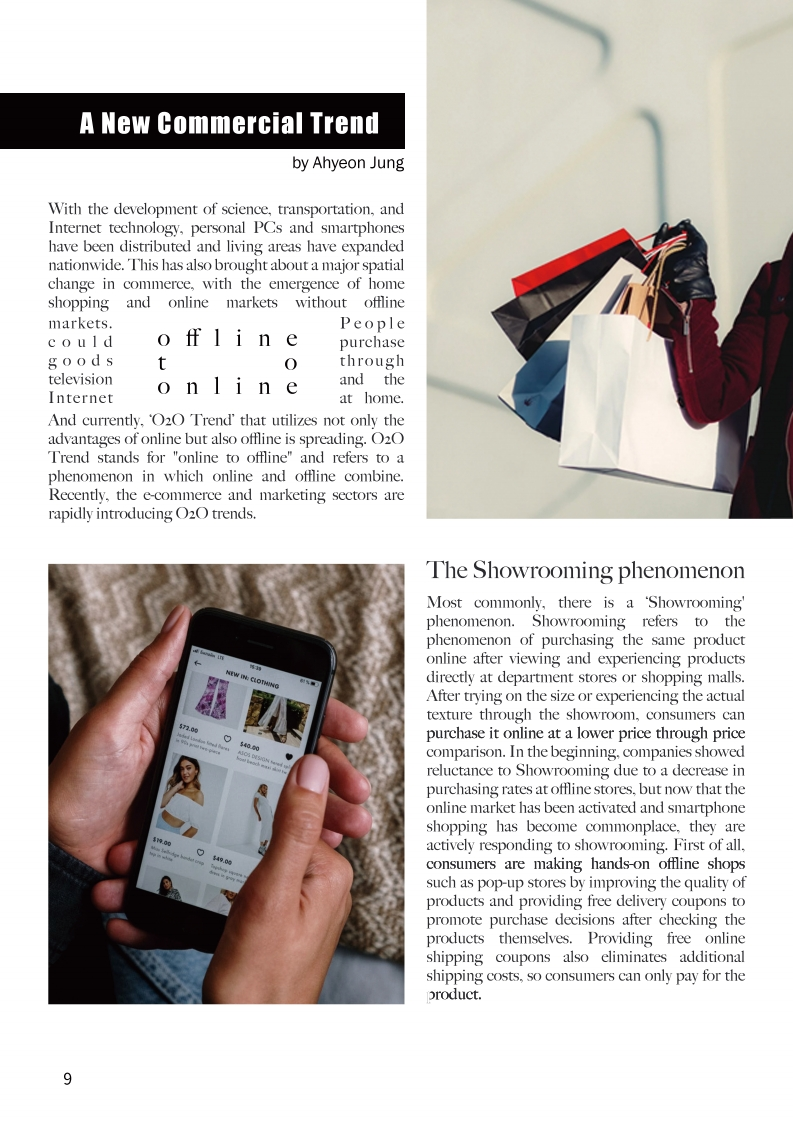 A New Commercial Trend
by Ahyeon Jung
With the development of science, transportation, and
Internet technology, personal PCs and smartphones
have been distributed and living areas have expanded
nationwide. This has also brought about a major spatial
change in commerce, with the emergence of home
shopping and online markets without offline
markets. People
could purchase
goods through
television and the
Internet at home.
offline
to
online
And currently, ‘O2O Trend’ that utilizes not only the
advantages of online but also offline is spreading. O2O
Trend stands for "online to offline" and refers to a
phenomenon in which online and offline combine.
Recently, the e-commerce and marketing sectors are
rapidly introducing O2O trends.
NEW IN: CLOTHING
$72.00
$40.00
$19.00
$49.00
The Showrooming phenomenon
Most commonly, there is a ‘Showrooming'
phenomenon. Showrooming refers to the
phenomenon of purchasing the same product
online after viewing and experiencing products
directly at department stores or shopping malls.
After trying on the size or experiencing the actual
texture through the showroom, consumers can
purchase it online at a lower price through price
comparison. In the beginning, companies showed
reluctance to Showrooming due to a decrease in
purchasing rates at offline stores, but now that the
online market has been activated and smartphone
shopping has become commonplace, they are
actively responding to showrooming. First of all,
consumers are making hands-on offline shops
such as pop-up stores by improving the quality of
products and providing free delivery coupons to
promote purchase decisions after checking the
products themselves. Providing free online
shipping coupons also eliminates additional
shipping costs, so consumers can only pay for the
product.
9